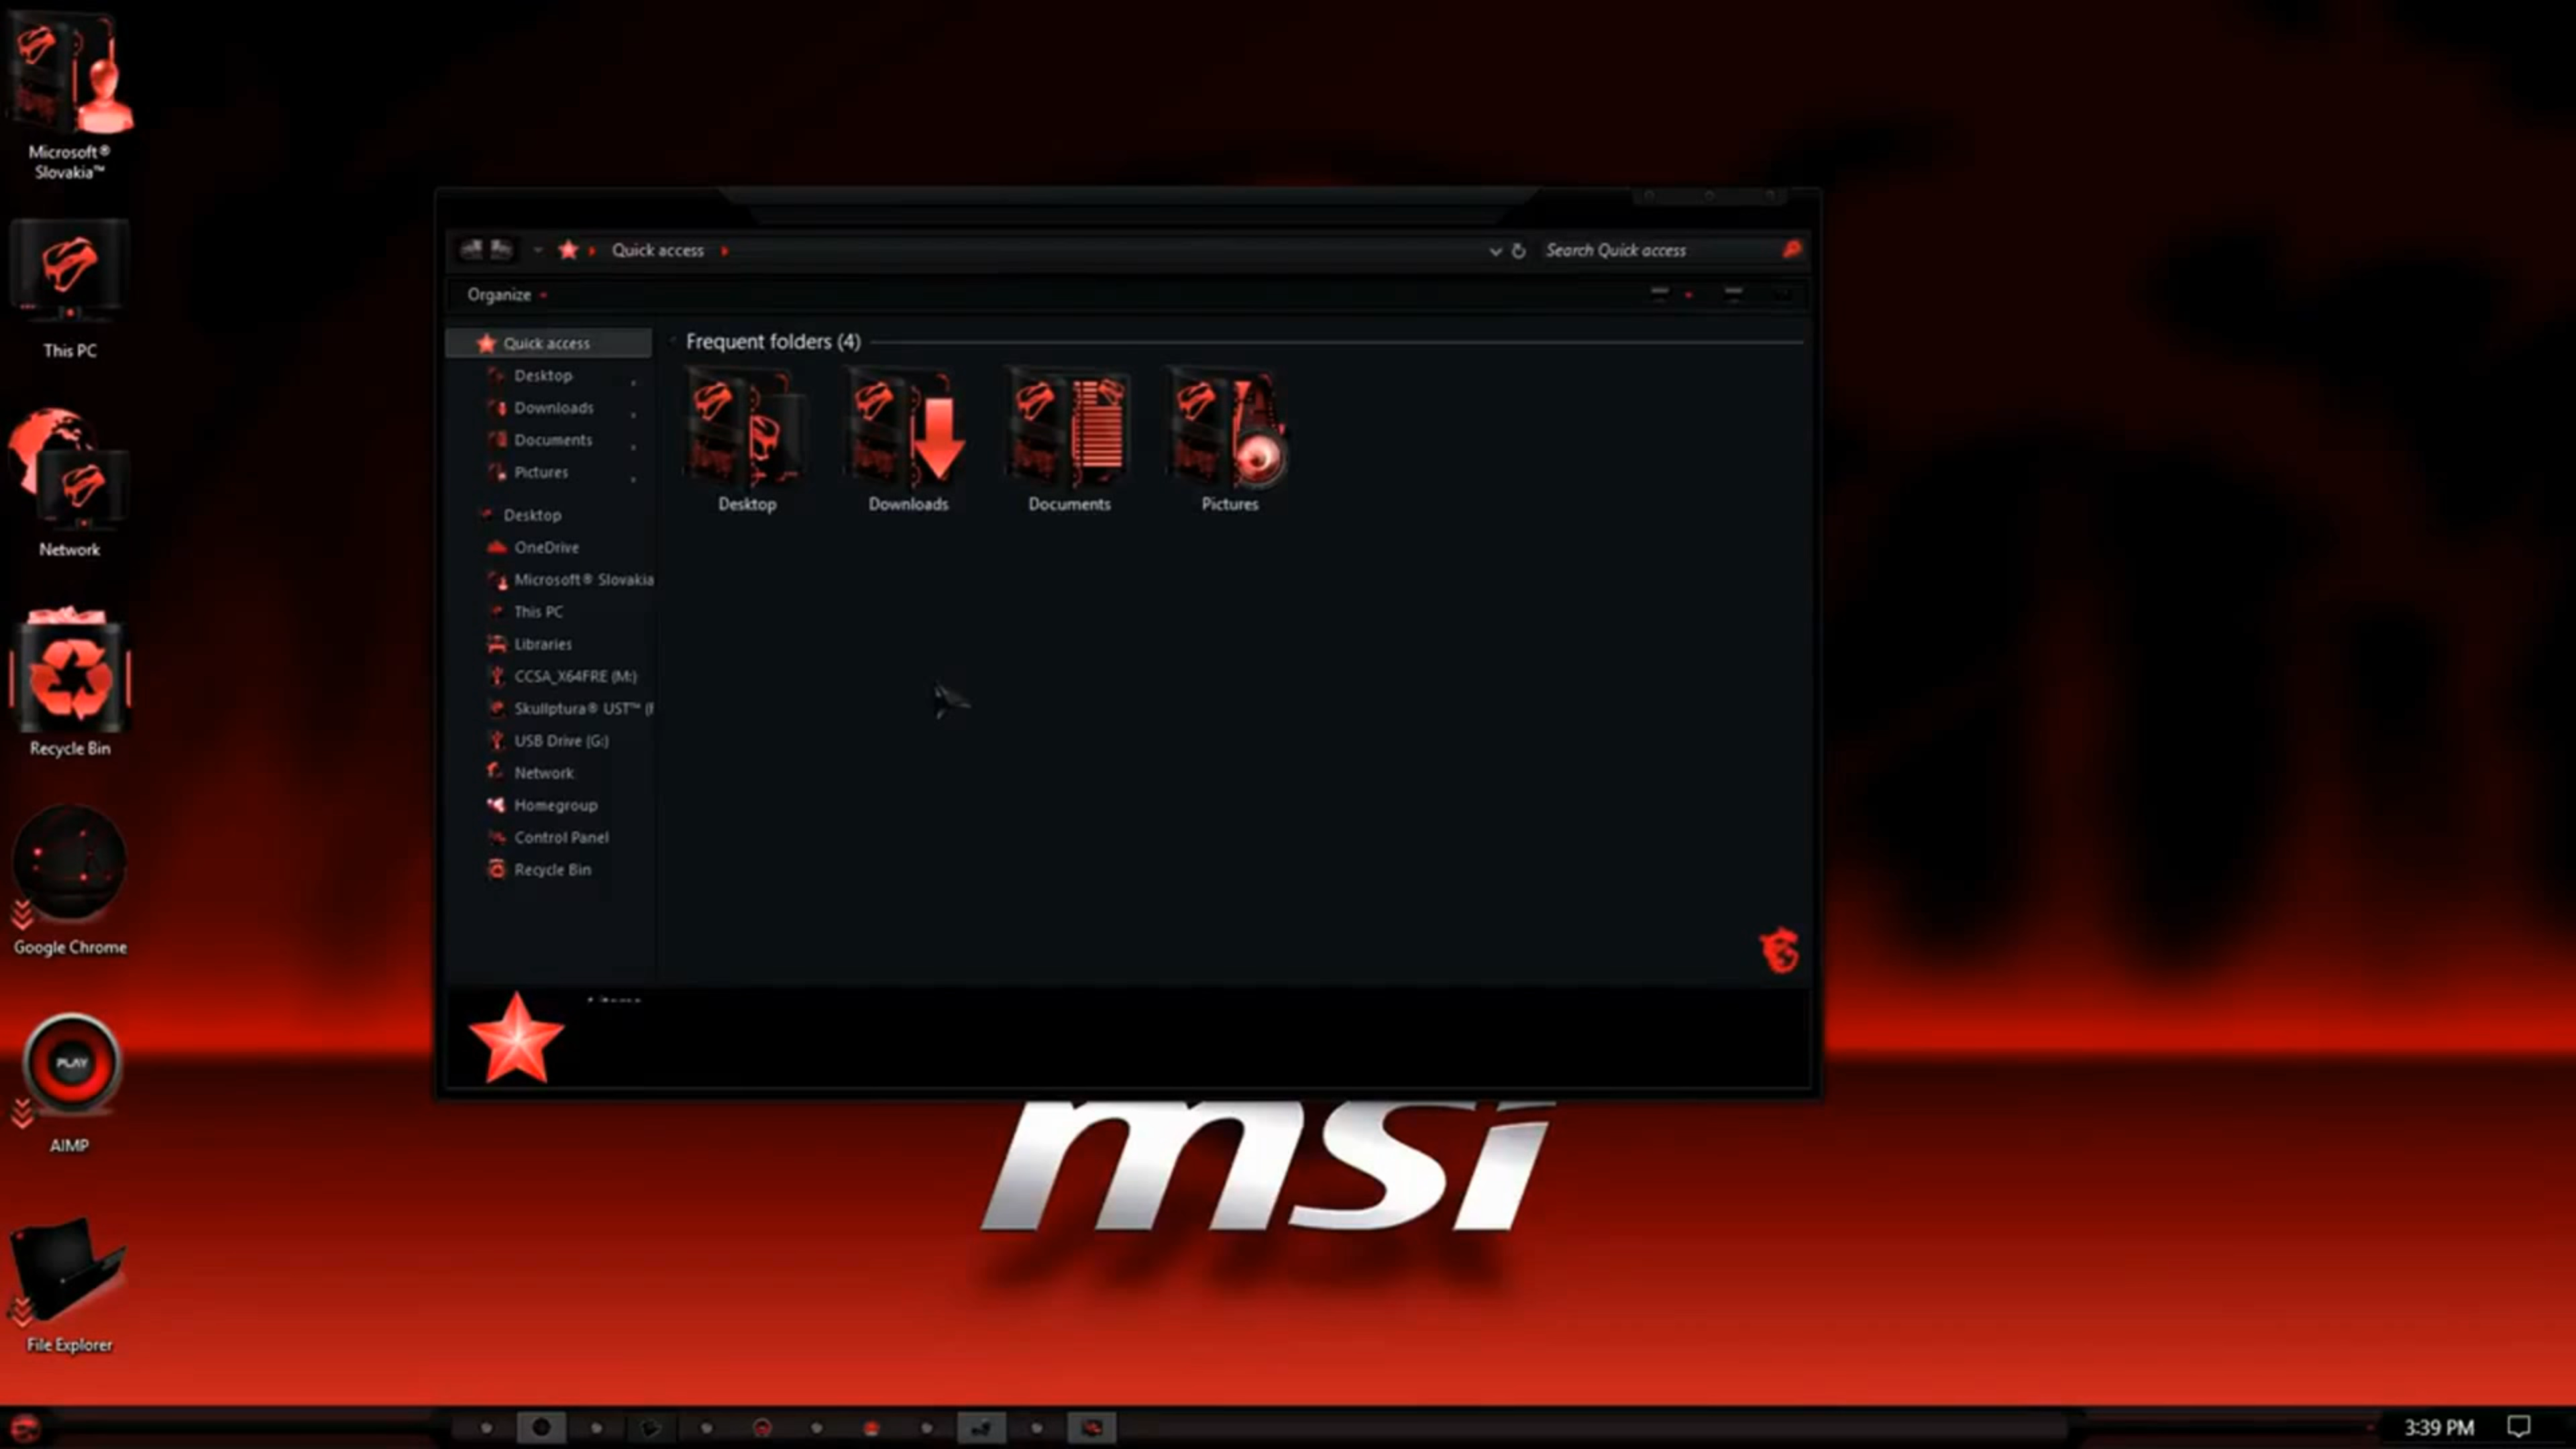 Microsoft®
Slovakia™
This PC
Network
Recycle Bin
Google Chrome
PLAY
AIMP
File Explorer
Quick access
Search Quick access
Organize
Quick access
Desktop
Downloads
Documents
Pictures
Desktop
OneDrive
Microsoft® Slovakia
This PC
Libraries
CCSA_X64FRE (M:)
Skullptura® UST™ (F
USB Drive (G:)
Network
Homegroup
Control Panel
Recycle Bin
Frequent folders (4)
Desktop
Downloads
Documents
Pictures
msi
3:39 PM